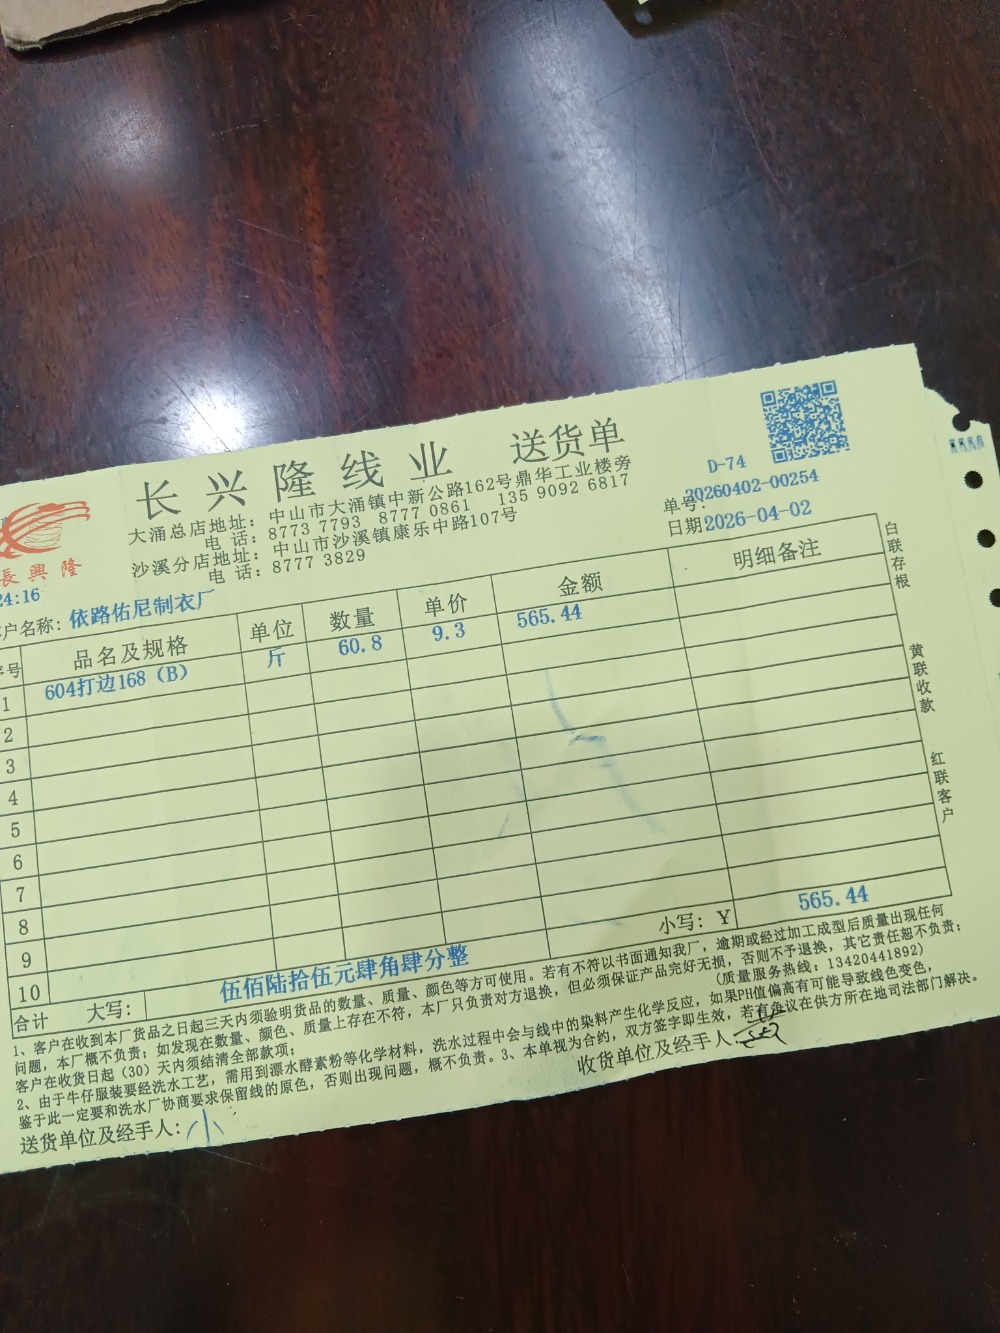 长兴隆线业 送货单
大涌总店地址：中山市大涌镇中新公路162号鼎华工业楼旁
电 话：8773 7793 8777 0861 135 9092 6817
沙溪分店地址：中山市沙溪镇康乐中路107号
电 话：8777 3829
長興隆
D-74
单号：20260402-00254
日期2026-04-02
24:16
户名称：依路佑尼制衣厂
号 品名及规格 单位 数量 单价 金额 明细备注
1 604打边168（B） 斤 60.8 9.3 565.44
2
3
4
5
6
7
8
9
10
小写：¥ 565.44
合计 大写： 伍佰陆拾伍元肆角肆分整
白联存根
黄联收款
红联客户
1、客户在收到本厂货品之日起三天内须验明货品的数量、质量、颜色等方可使用。若有不符以书面通知我厂，逾期或经过加工成型后质量出现任何
问题，本厂概不负责；如发现在数量、颜色、质量上存在不符，本厂只负责对方退换，但必须保证产品完好无损，否则不予退换，其它责任恕不负责；
客户在收货日起（30）天内须结清全部款项； （质量服务热线：13420441892）
2、由于牛仔服装要经洗水工艺，需用到漂水酵素粉等化学材料，洗水过程中会与线中的染料产生化学反应，如果PH值偏高有可能导致线色变色，
鉴于此一定要和洗水厂协商要求保留线的原色，否则出现问题，概不负责。3、本单视为合约，双方签字即生效，若有争议在供方所在地司法部门解决。
送货单位及经手人：小
收货单位及经手人：